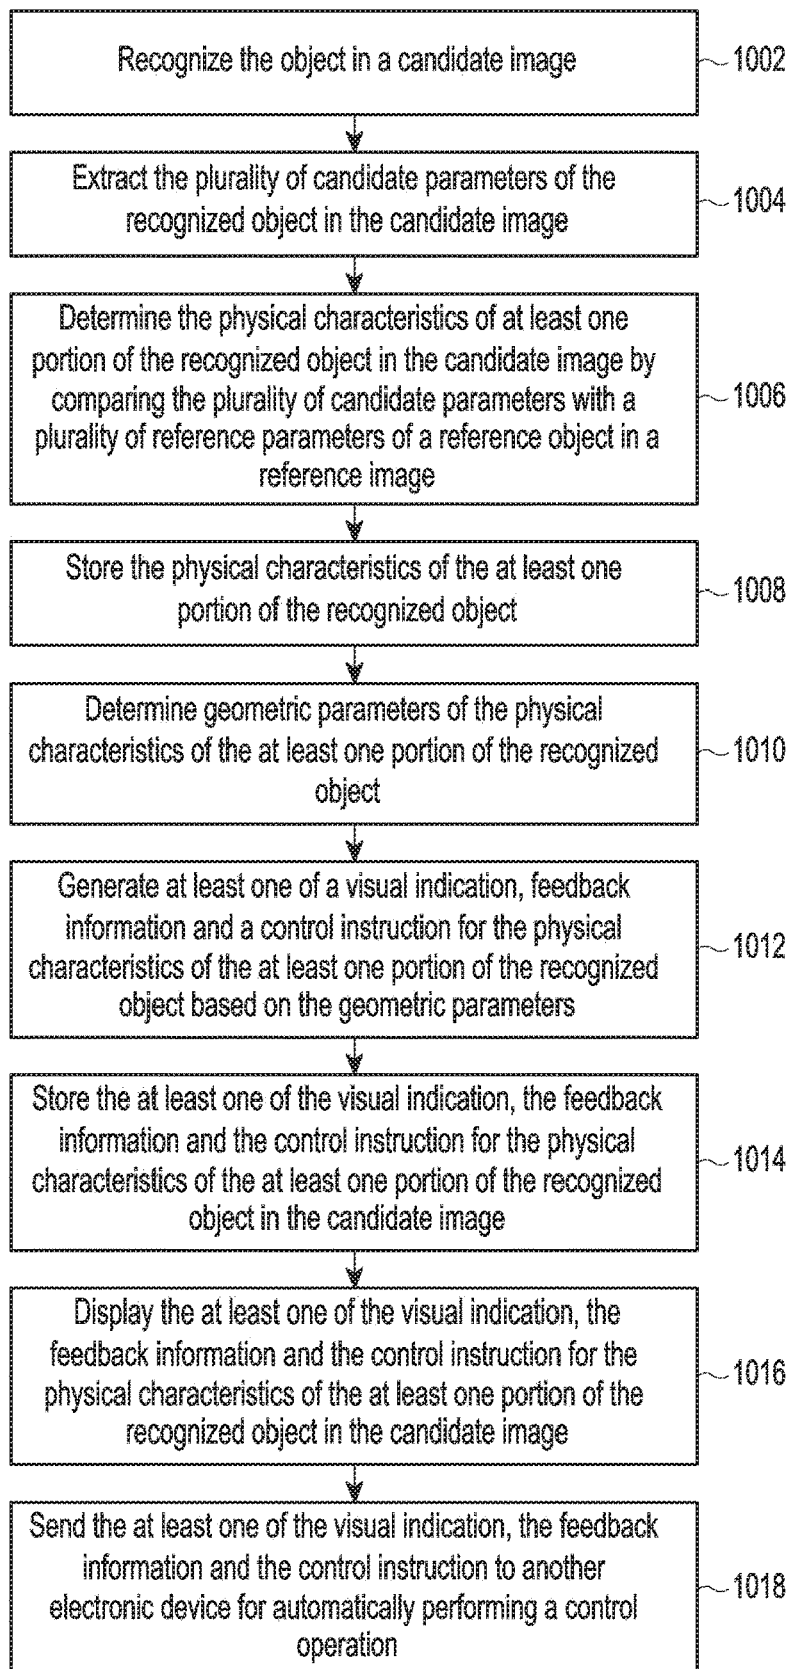 Recognize the object in a candidate image
1002
Extract the plurality of candidate parameters of the
recognized object in the candidate image
1004
Determine the physical characteristics of at least one
portion of the recognized object in the candidate image by
comparing the plurality of candidate parameters with a
plurality of reference parameters of a reference object in a
reference image
1006
Store the physical characteristics of the at least one
portion of the recognized object
1008
Determine geometric parameters of the physical
characteristics of the at least one portion of the recognized
object
1010
Generate at least one of a visual indication, feedback
information and a control instruction for the physical
characteristics of the at least one portion of the recognized
object based on the geometric parameters
1012
Store the at least one of the visual indication, the feedback
information and the control instruction for the physical
characteristics of the at least one portion of the recognized
object in the candidate image
1014
Display the at least one of the visual indication, the
feedback information and the control instruction for the
physical characteristics of the at least one portion of the
recognized object in the candidate image
1016
Send the at least one of the visual indication, the feedback
information and the control instruction to another
electronic device for automatically performing a control
operation
1018